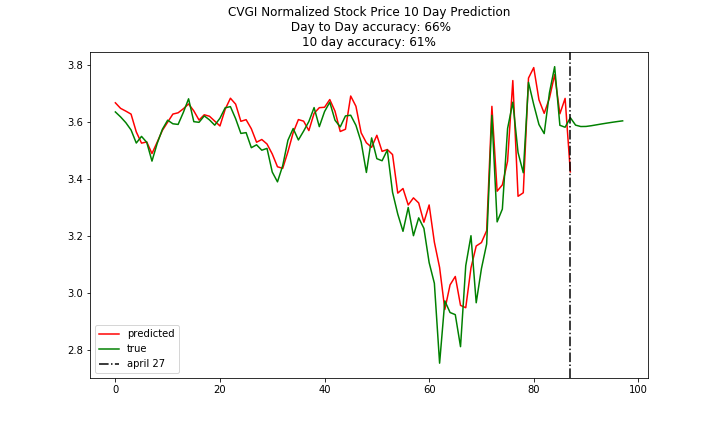 CVGI Normalized Stock Price 10 Day Prediction
Day to Day accuracy: 66%
10 day accuracy: 61%
3.8
3.6
3.4
3.2
3.0
2.8
predicted
true
april 27
0 20 40 60 80 100